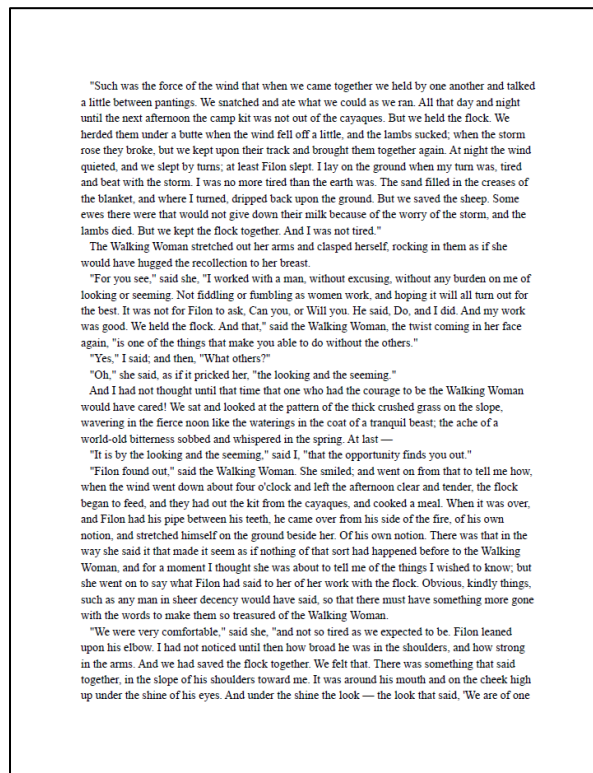 "Such was the force of the wind that when we came together we held by one another and talked
a little between pantings. We snatched and ate what we could as we ran. All that day and night
until the next afternoon the camp kit was not out of the cayaques. But we held the flock. We
herded them under a butte when the wind fell off a little, and the lambs sucked; when the storm
rose they broke, but we kept upon their track and brought them together again. At night the wind
quieted, and we slept by turns; at least Filon slept. I lay on the ground when my turn was, tired
and beat with the storm. I was no more tired than the earth was. The sand filled in the creases of
the blanket, and where I turned, dripped back upon the ground. But we saved the sheep. Some
ewes there were that would not give down their milk because of the worry of the storm, and the
lambs died. But we kept the flock together. And I was not tired."
The Walking Woman stretched out her arms and clasped herself, rocking in them as if she
would have hugged the recollection to her breast.
"For you see," said she, "I worked with a man, without excusing, without any burden on me of
looking or seeming. Not fiddling or fumbling as women work, and hoping it will all turn out for
the best. It was not for Filon to ask, Can you, or Will you. He said, Do, and I did. And my work
was good. We held the flock. And that," said the Walking Woman, the twist coming in her face
again, "is one of the things that make you able to do without the others."
"Yes," I said; and then, "What others?"
"Oh," she said, as if it pricked her, "the looking and the seeming."
And I had not thought until that time that one who had the courage to be the Walking Woman
would have cared! We sat and looked at the pattern of the thick crushed grass on the slope,
wavering in the fierce noon like the waterings in the coat of a tranquil beast; the ache of a
world-old bitterness sobbed and whispered in the spring. At last —
"It is by the looking and the seeming," said I, "that the opportunity finds you out."
"Filon found out," said the Walking Woman. She smiled; and went on from that to tell me how,
when the wind went down about four o'clock and left the afternoon clear and tender, the flock
began to feed, and they had out the kit from the cayaques, and cooked a meal. When it was over,
and Filon had his pipe between his teeth, he came over from his side of the fire, of his own
notion, and stretched himself on the ground beside her. Of his own notion. There was that in the
way she said it that made it seem as if nothing of that sort had happened before to the Walking
Woman, and for a moment I thought she was about to tell me of the things I wished to know; but
she went on to say what Filon had said to her of her work with the flock. Obvious, kindly things,
such as any man in sheer decency would have said, so that there must have something more gone
with the words to make them so treasured of the Walking Woman.
"We were very comfortable," said she, "and not so tired as we expected to be. Filon leaned
upon his elbow. I had not noticed until then how broad he was in the shoulders, and how strong
in the arms. And we had saved the flock together. We felt that. There was something that said
together, in the slope of his shoulders toward me. It was around his mouth and on the cheek high
up under the shine of his eyes. And under the shine the look — the look that said, 'We are of one